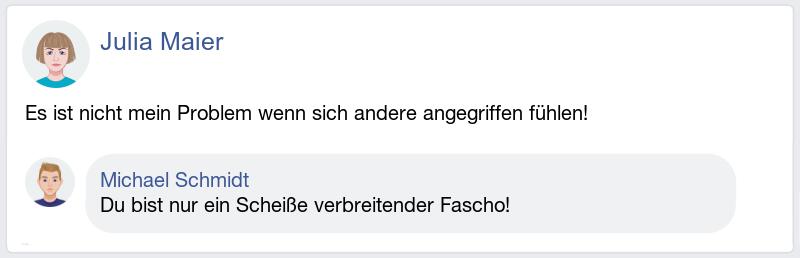 Julia Maier
Es ist nicht mein Problem wenn sich andere angegriffen fühlen!
Michael Schmidt
Du bist nur ein Scheiße verbreitender Fascho!